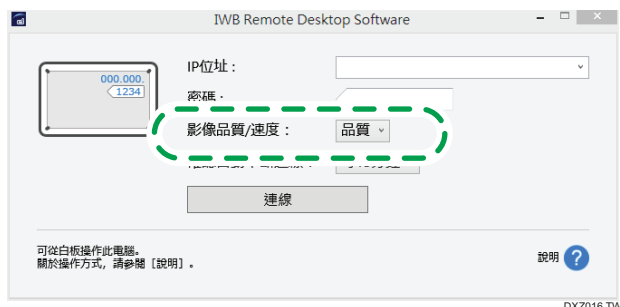 IWB Remote Desktop Software
000.000.
1234
IP位址：
密碼：
影像品質/速度：
品質
連線
可從白板操作此電腦。
關於操作方式，請參閱［說明］。
說明
DXZ016 TW